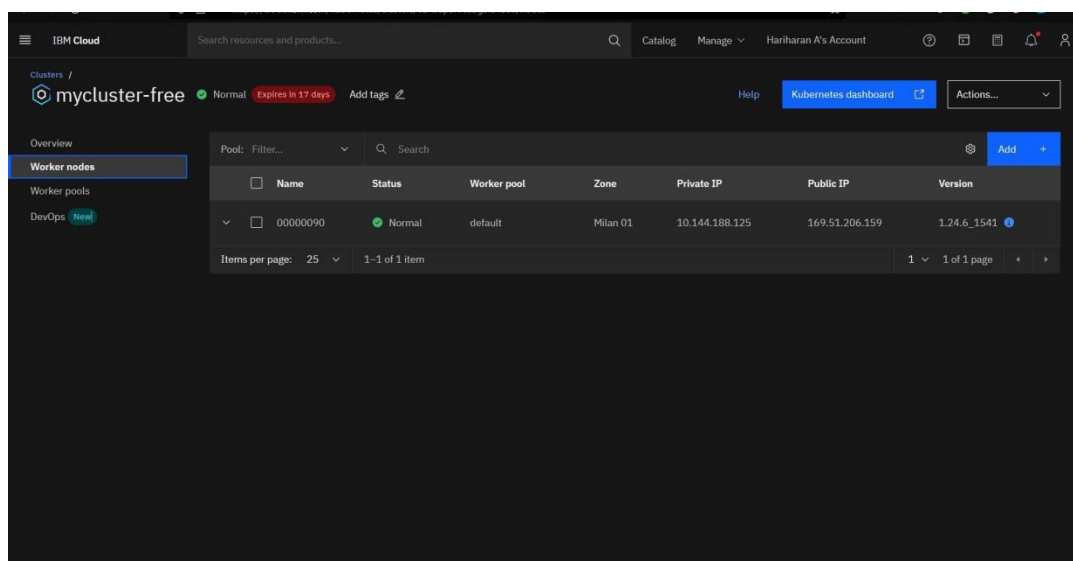 IBM Cloud Search resources and products... Catalog Manage Hariharan A's Account
Clusters /
mycluster-free Normal Expires in 17 days Add tags Help Kubernetes dashboard Actions...
Overview
Worker nodes
Worker pools
DevOps New
Pool: Filter... Search Add +
Name Status Worker pool Zone Private IP Public IP Version
00000090 Normal default Milan 01 10.144.188.125 169.51.206.159 1.24.6_1541
Items per page: 25 1–1 of 1 item 1 1 of 1 page